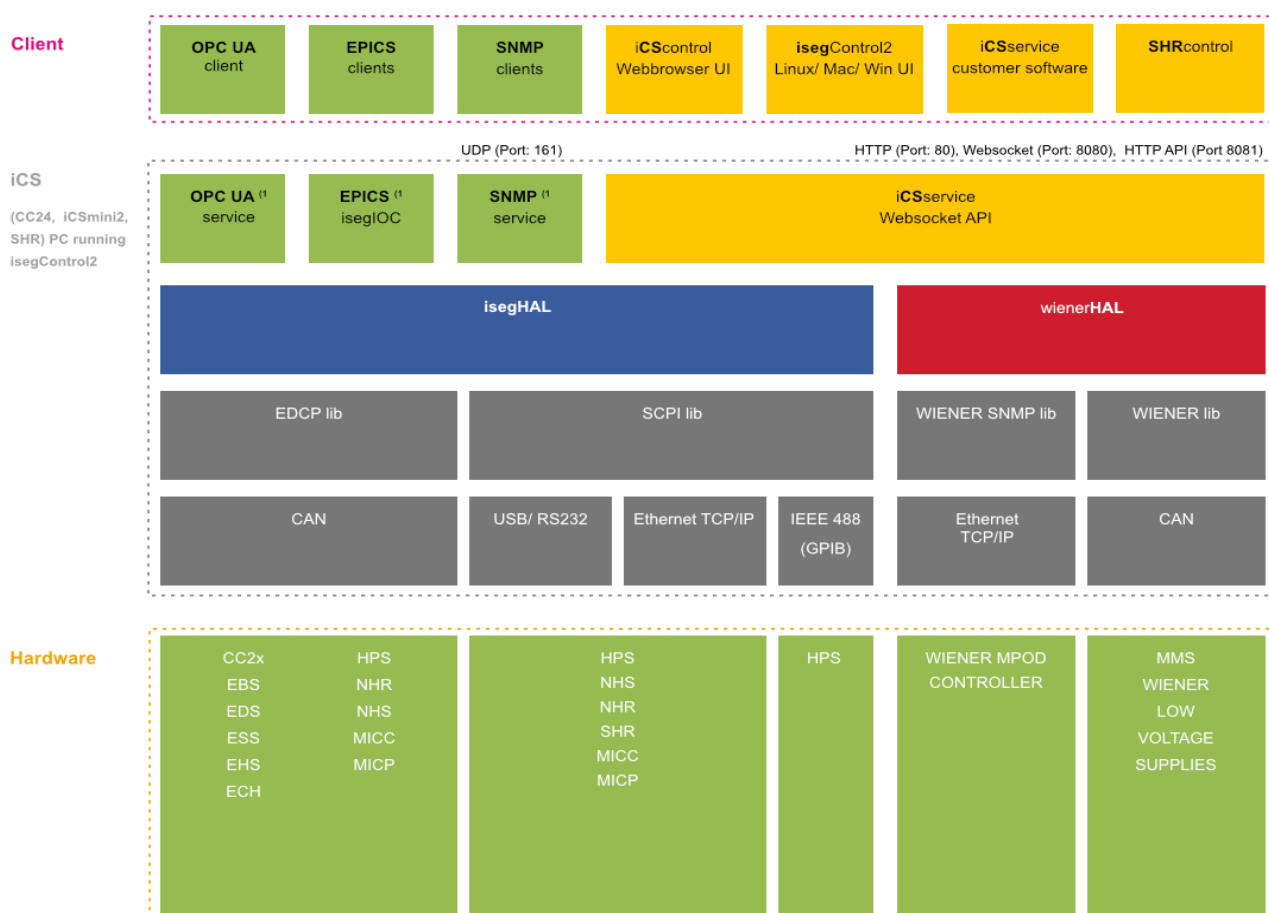 Client
OPC UA
client
EPICS
clients
SNMP
clients
iCScontrol
Webbrowser UI
isegControl2
Linux/ Mac/ Win UI
iCSservice
customer software
SHRcontrol
UDP (Port: 161)
HTTP (Port: 80), Websocket (Port: 8080), HTTP API (Port 8081)
iCS
(CC24, iCSmini2,
SHR) PC running
isegControl2
OPC UA (1
service
EPICS (1
isegIOC
SNMP (1
service
iCSservice
Websocket API
isegHAL
wienerHAL
EDCP lib
SCPI lib
WIENER SNMP lib
WIENER lib
CAN
USB/ RS232
Ethernet TCP/IP
IEEE 488
(GPIB)
Ethernet
TCP/IP
CAN
Hardware
CC2x
EBS
EDS
ESS
EHS
ECH
HPS
NHR
NHS
MICC
MICP
HPS
NHS
NHR
SHR
MICC
MICP
HPS
WIENER MPOD
CONTROLLER
MMS
WIENER
LOW
VOLTAGE
SUPPLIES